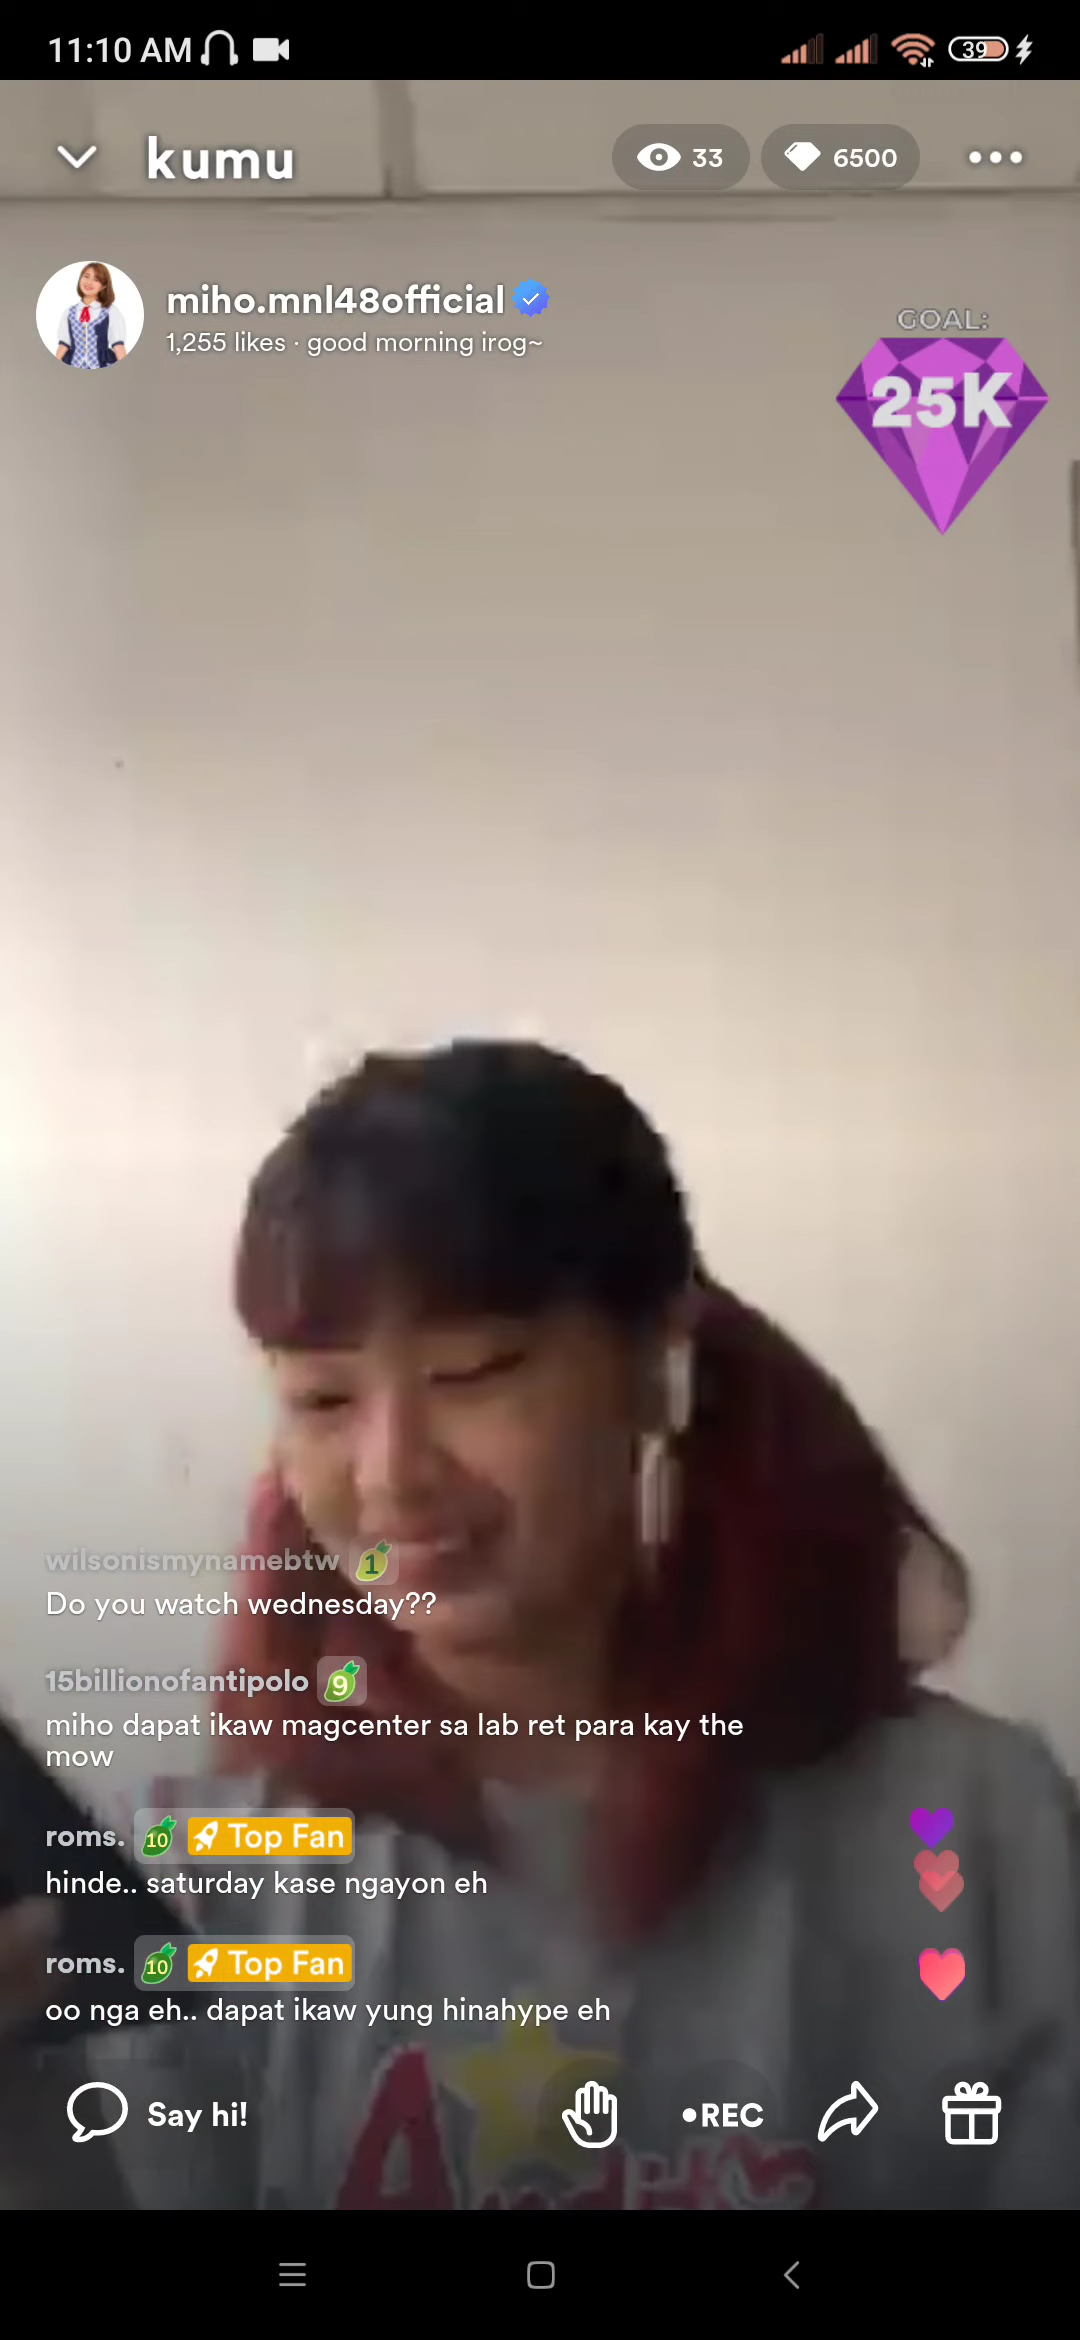 11:10 AM
39
kumu
33
6500
miho.mnl48official
1,255 likes · good morning irog~
GOAL:
25K
wilsonismynamebtw 1
Do you watch wednesday??
15billionofantipolo 9
miho dapat ikaw magcenter sa lab ret para kay the
mow
roms. 10 Top Fan
hinde.. saturday kase ngayon eh
roms. 10 Top Fan
oo nga eh.. dapat ikaw yung hinahype eh
Say hi!
•REC